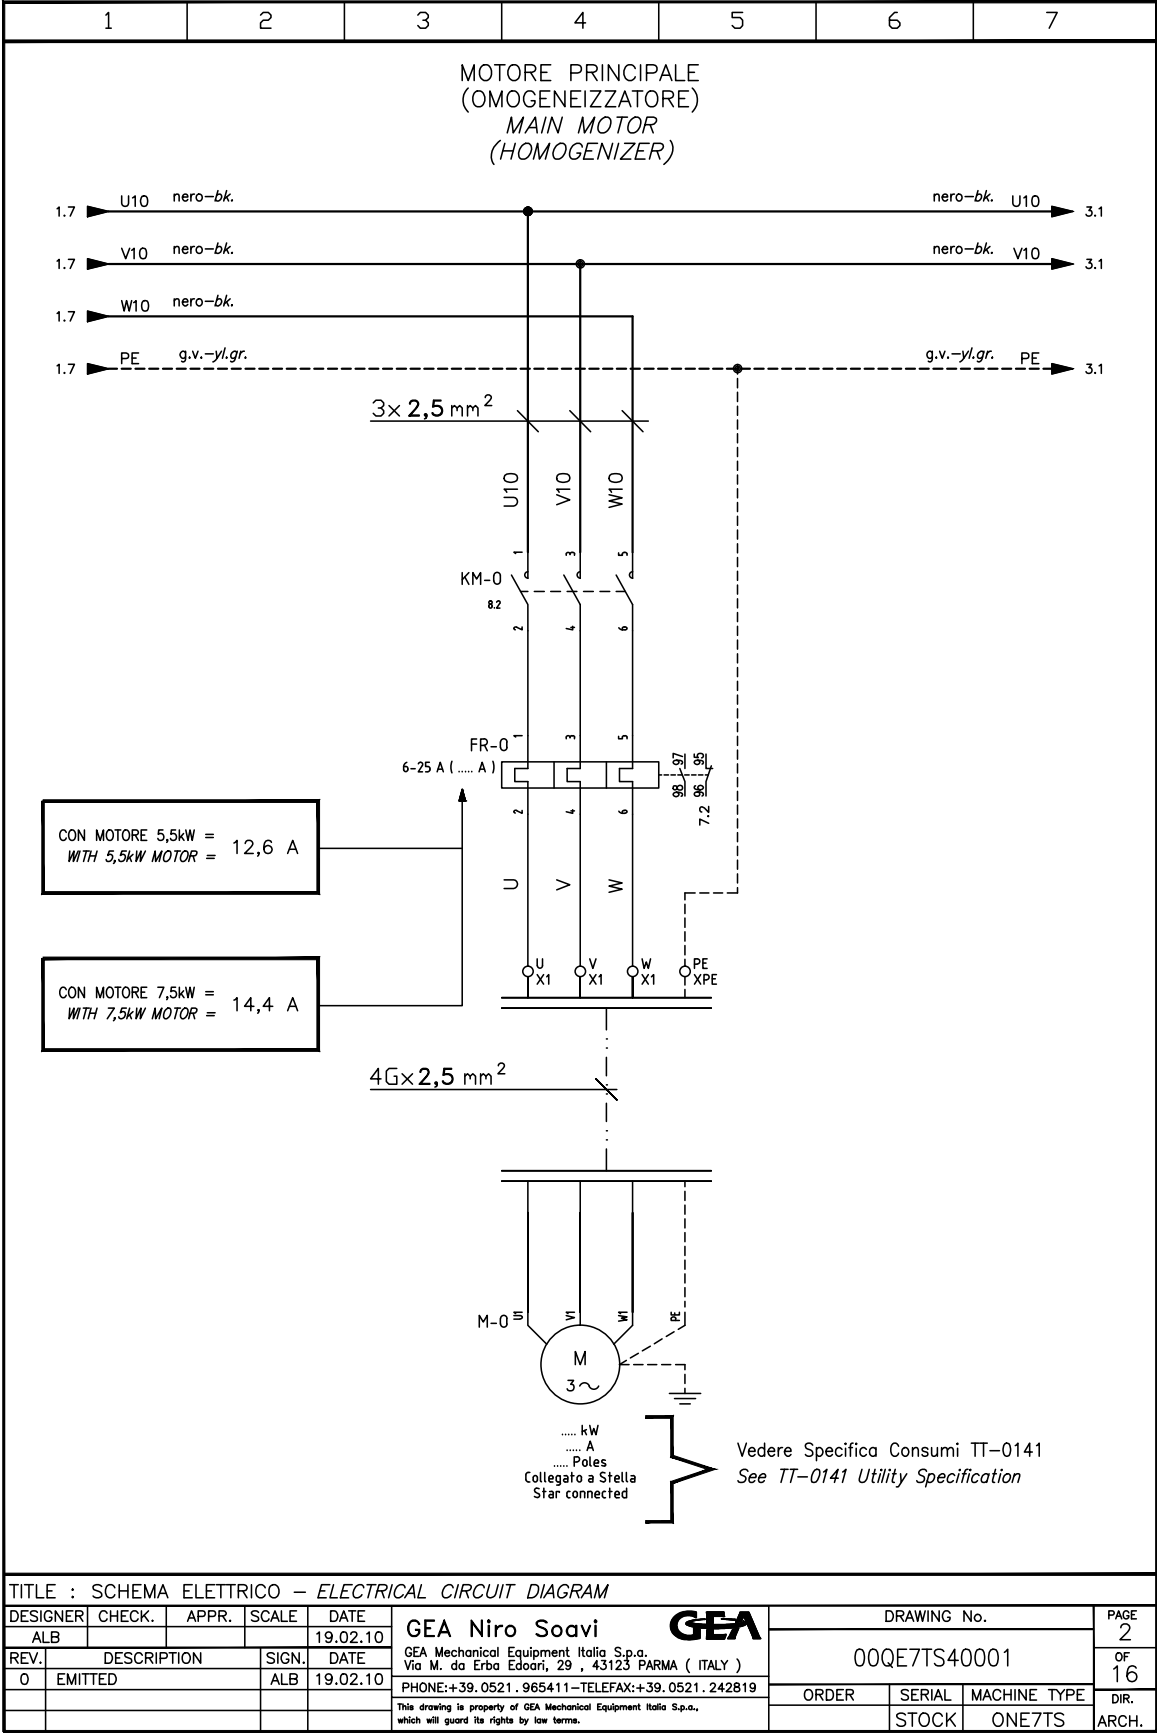 1 2 3 4 5 6 7
MOTORE PRINCIPALE
(OMOGENEIZZATORE)
MAIN MOTOR
(HOMOGENIZER)
1.7 U10 nero-bk. nero-bk. U10 3.1
1.7 V10 nero-bk. nero-bk. V10 3.1
1.7 W10 nero-bk.
1.7 PE g.v.-yl.gr. g.v.-yl.gr. PE 3.1
3x 2,5 mm²
U10 V10 W10
1 3 5
KM-0
8.2
2 4 6
FR-0 1 3 5
6-25 A ( ..... A )
97 95
98 96
7.2
2 4 6
CON MOTORE 5,5kW =
WITH 5,5kW MOTOR =
12,6 A
U V W
CON MOTORE 7,5kW =
WITH 7,5kW MOTOR =
14,4 A
U V W PE
X1 X1 X1 XPE
4Gx2,5 mm²
M-0 U1 V1 W1 PE
M
3~
..... kW
..... A
..... Poles
Collegato a Stella
Star connected
Vedere Specifica Consumi TT-0141
See TT-0141 Utility Specification
TITLE : SCHEMA ELETTRICO - ELECTRICAL CIRCUIT DIAGRAM
DESIGNER CHECK. APPR. SCALE DATE
ALB 19.02.10
REV. DESCRIPTION SIGN. DATE
0 EMITTED ALB 19.02.10
GEA Niro Soavi GEA
GEA Mechanical Equipment Italia S.p.a.
Via M. da Erba Edoari, 29 , 43123 PARMA ( ITALY )
PHONE:+39.0521.965411-TELEFAX:+39.0521.242819
This drawing is property of GEA Mechanical Equipment Italia S.p.a.,
which will guard its rights by law terms.
DRAWING No.
00QE7TS40001
ORDER SERIAL MACHINE TYPE
STOCK ONE7TS
PAGE
2
OF
16
DIR.
ARCH.